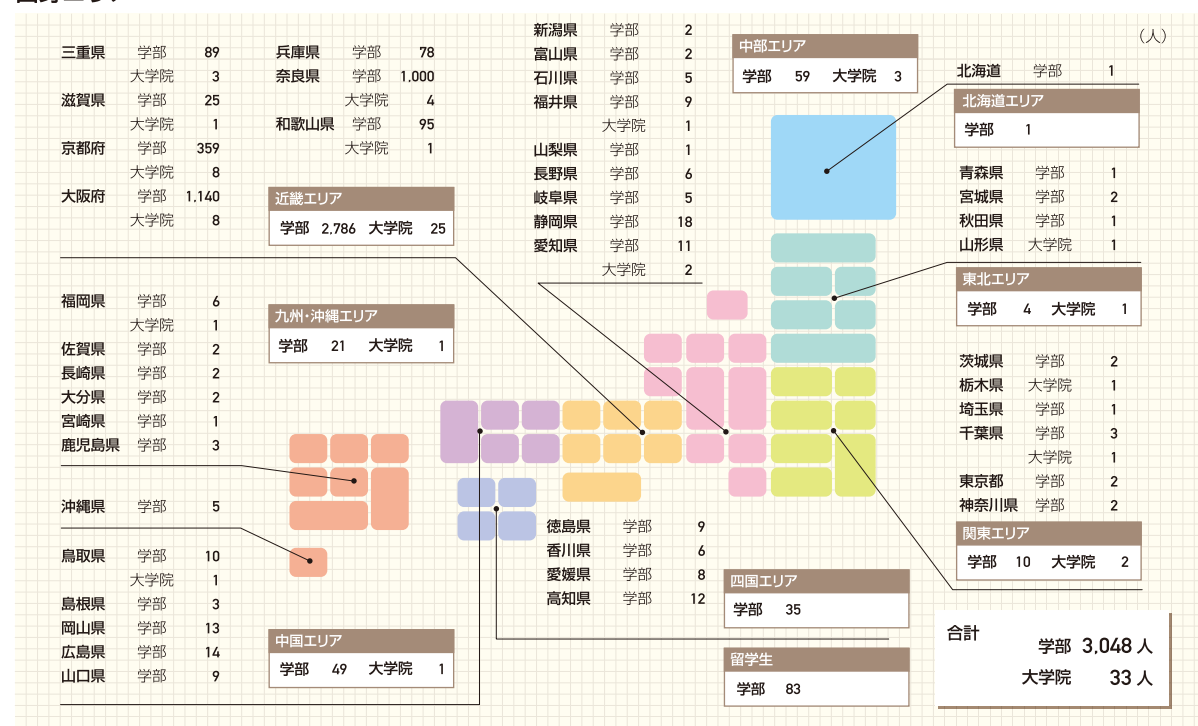 (人)
三重県 学部 89
大学院 3
滋賀県 学部 25
大学院 1
京都府 学部 359
大学院 8
大阪府 学部 1,140
大学院 8
兵庫県 学部 78
奈良県 学部 1,000
大学院 4
和歌山県 学部 95
大学院 1
近畿エリア
学部 2,786 大学院 25
新潟県 学部 2
富山県 学部 2
石川県 学部 5
福井県 学部 9
大学院 1
山梨県 学部 1
長野県 学部 6
岐阜県 学部 5
静岡県 学部 18
愛知県 学部 11
大学院 2
中部エリア
学部 59 大学院 3
北海道 学部 1
北海道エリア
学部 1
青森県 学部 1
宮城県 学部 2
秋田県 学部 1
山形県 大学院 1
東北エリア
学部 4 大学院 1
茨城県 学部 2
栃木県 大学院 1
埼玉県 学部 1
千葉県 学部 3
大学院 1
東京都 学部 2
神奈川県 学部 2
関東エリア
学部 10 大学院 2
福岡県 学部 6
大学院 1
佐賀県 学部 2
長崎県 学部 2
大分県 学部 2
宮崎県 学部 1
鹿児島県 学部 3
沖縄県 学部 5
九州・沖縄エリア
学部 21 大学院 1
鳥取県 学部 10
大学院 1
島根県 学部 3
岡山県 学部 13
広島県 学部 14
山口県 学部 9
中国エリア
学部 49 大学院 1
徳島県 学部 9
香川県 学部 6
愛媛県 学部 8
高知県 学部 12
四国エリア
学部 35
留学生
学部 83
合計
学部 3,048 人
大学院 33 人